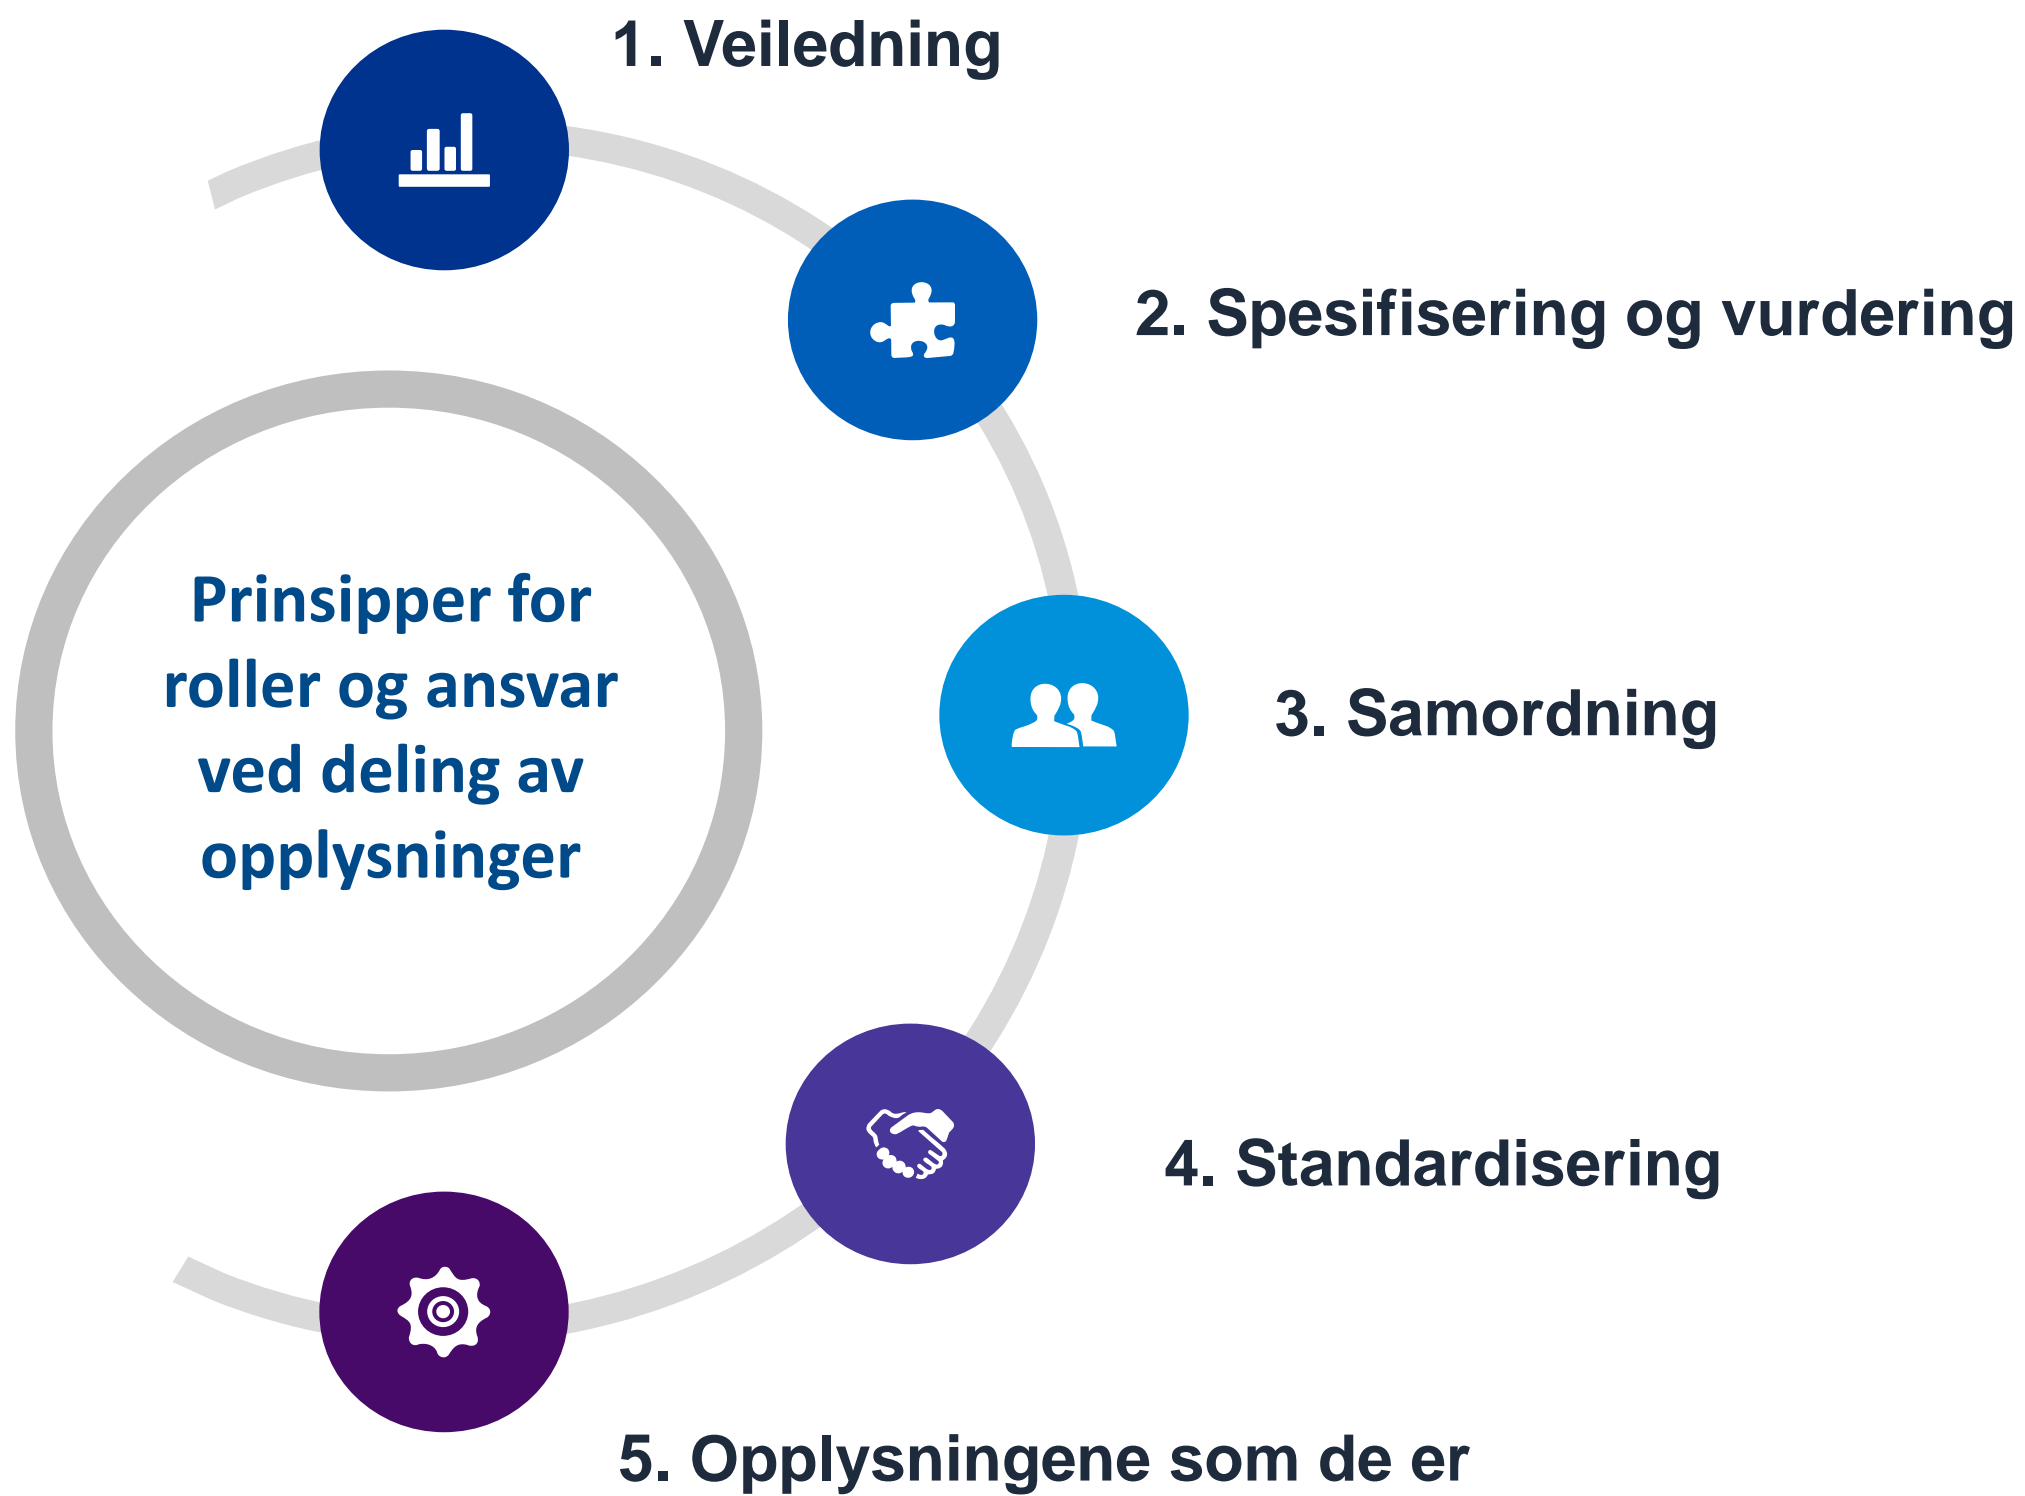 1. Veiledning
2. Spesifisering og vurdering
Prinsipper for
roller og ansvar
ved deling av
opplysninger
3. Samordning
4. Standardisering
5. Opplysningene som de er